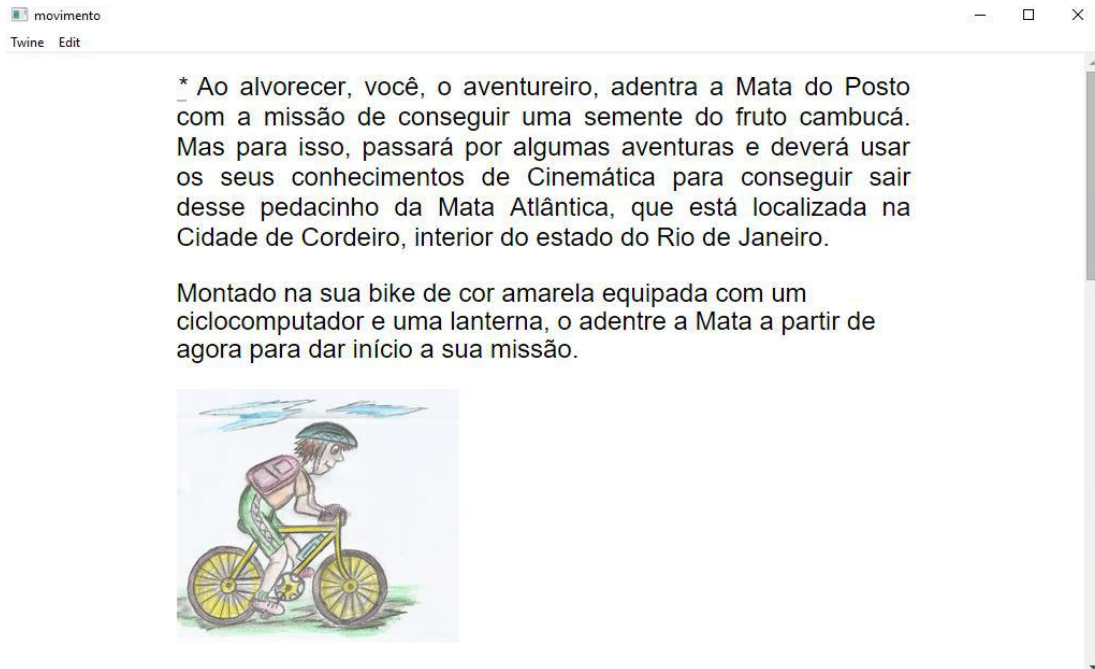 movimento
Twine Edit
* Ao alvorecer, você, o aventureiro, adentra a Mata do Posto
com a missão de conseguir uma semente do fruto cambucá.
Mas para isso, passará por algumas aventuras e deverá usar
os seus conhecimentos de Cinemática para conseguir sair
desse pedacinho da Mata Atlântica, que está localizada na
Cidade de Cordeiro, interior do estado do Rio de Janeiro.
Montado na sua bike de cor amarela equipada com um
ciclocomputador e uma lanterna, o adentre a Mata a partir de
agora para dar início a sua missão.